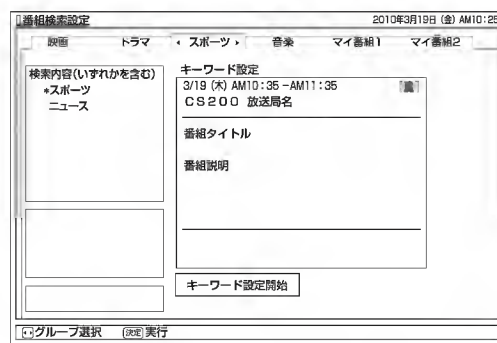 番組検索設定 2010年3月19日 (金) AM10:25
映画 ドラマ スポーツ 音楽 マイ番組1 マイ番組2
検索内容(いずれかを含む)
*スポーツ
ニュース
キーワード設定
3/19 (木) AM10:35-AM11:35
CS200 放送局名
番組タイトル
番組説明
キーワード設定開始
グループ選択 決定 実行